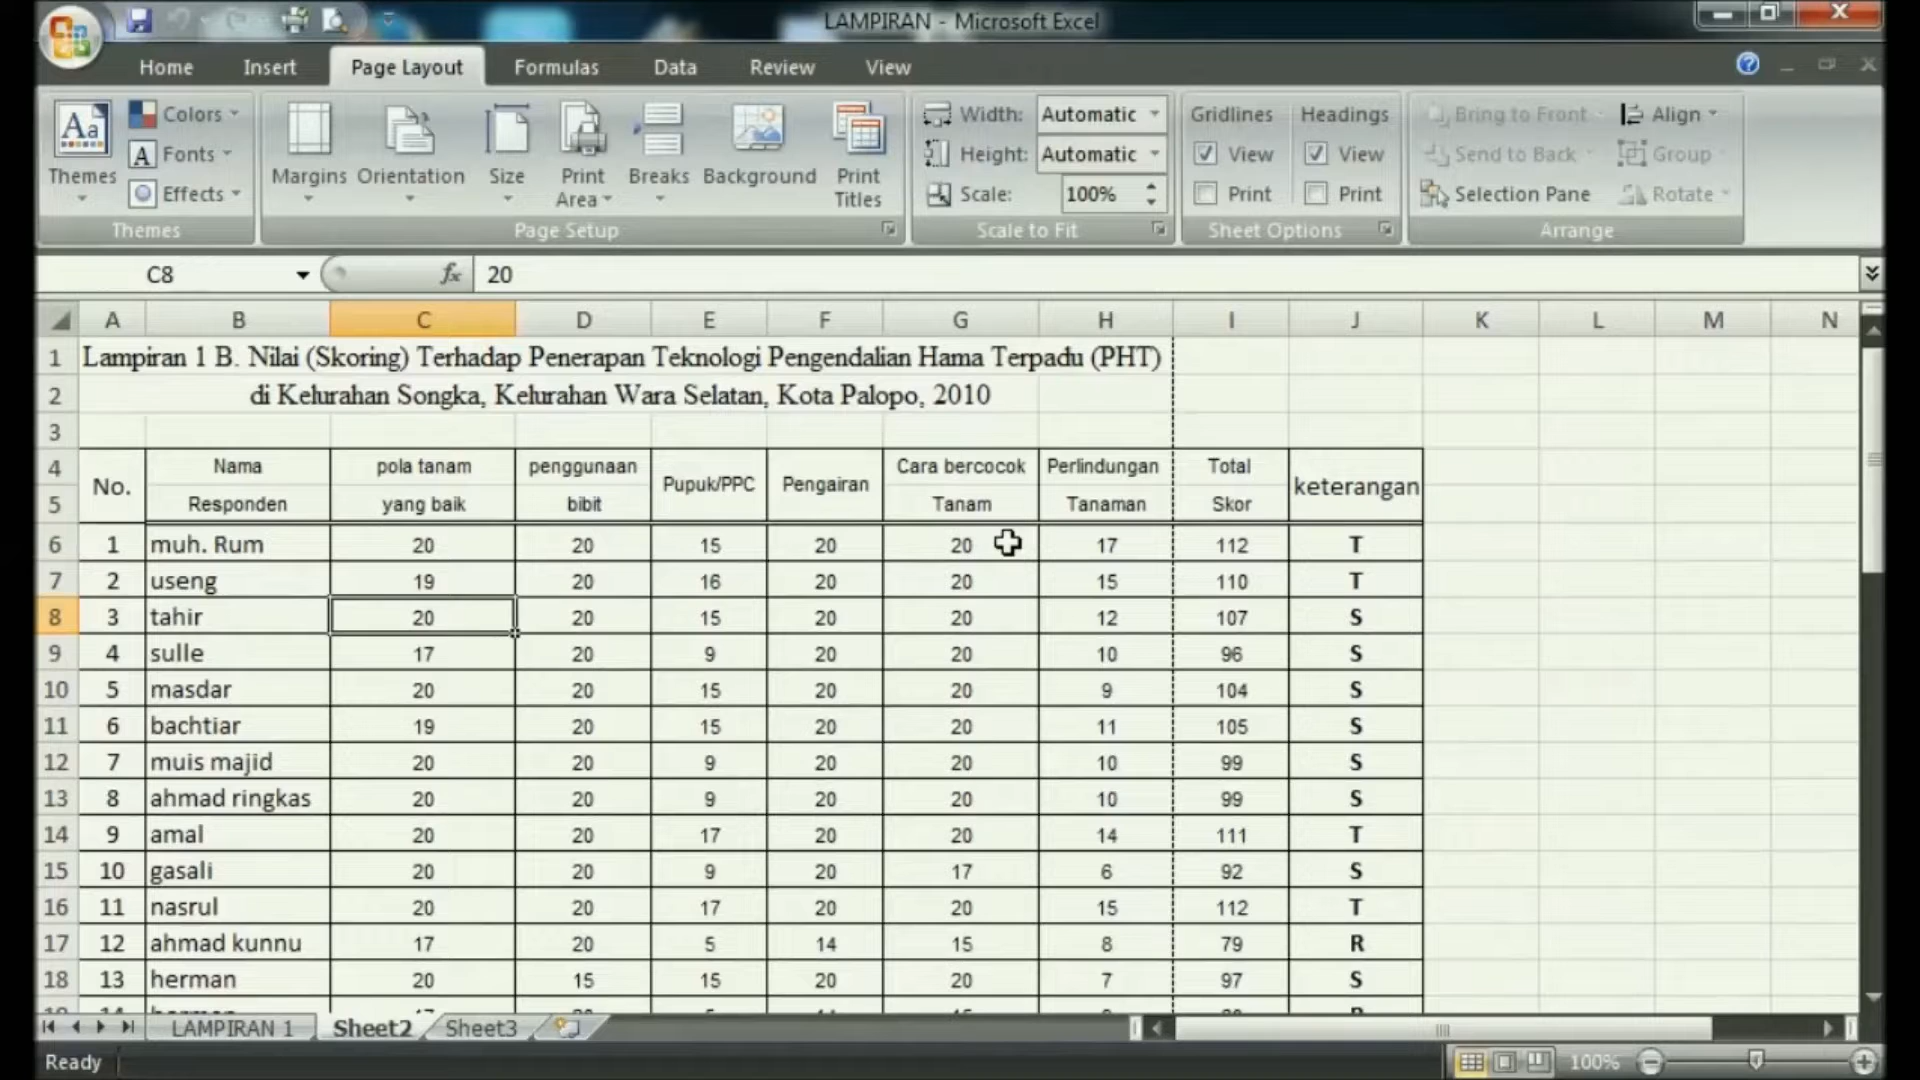 LAMPIRAN - Microsoft Excel
Home Insert Page Layout Formulas Data Review View
Aa Themes Colors Fonts Effects
Margins Orientation Size Print Area Breaks Background Print Titles
Width: Automatic
Height: Automatic
Scale: 100%
Gridlines Headings
View View
Print Print
Bring to Front Align
Send to Back Group
Selection Pane Rotate
Themes Page Setup Scale to Fit Sheet Options Arrange
C8 fx 20
A B C D E F G H I J K L M N
1 Lampiran 1 B. Nilai (Skoring) Terhadap Penerapan Teknologi Pengendalian Hama Terpadu (PHT)
2 di Kelurahan Songka, Kelurahan Wara Selatan, Kota Palopo, 2010
3
4 No. Nama pola tanam penggunaan Pupuk/PPC Pengairan Cara bercocok Perlindungan Total keterangan
5 Responden yang baik bibit Tanam Tanaman Skor
6 1 muh. Rum 20 20 15 20 20 17 112 T
7 2 useng 19 20 16 20 20 15 110 T
8 3 tahir 20 20 15 20 20 12 107 S
9 4 sulle 17 20 9 20 20 10 96 S
10 5 masdar 20 20 15 20 20 9 104 S
11 6 bachtiar 19 20 15 20 20 11 105 S
12 7 muis majid 20 20 9 20 20 10 99 S
13 8 ahmad ringkas 20 20 9 20 20 10 99 S
14 9 amal 20 20 17 20 20 14 111 T
15 10 gasali 20 20 9 20 17 6 92 S
16 11 nasrul 20 20 17 20 20 15 112 T
17 12 ahmad kunnu 17 20 5 14 15 8 79 R
18 13 herman 20 15 15 20 20 7 97 S
LAMPIRAN 1 Sheet2 Sheet3
Ready 100%